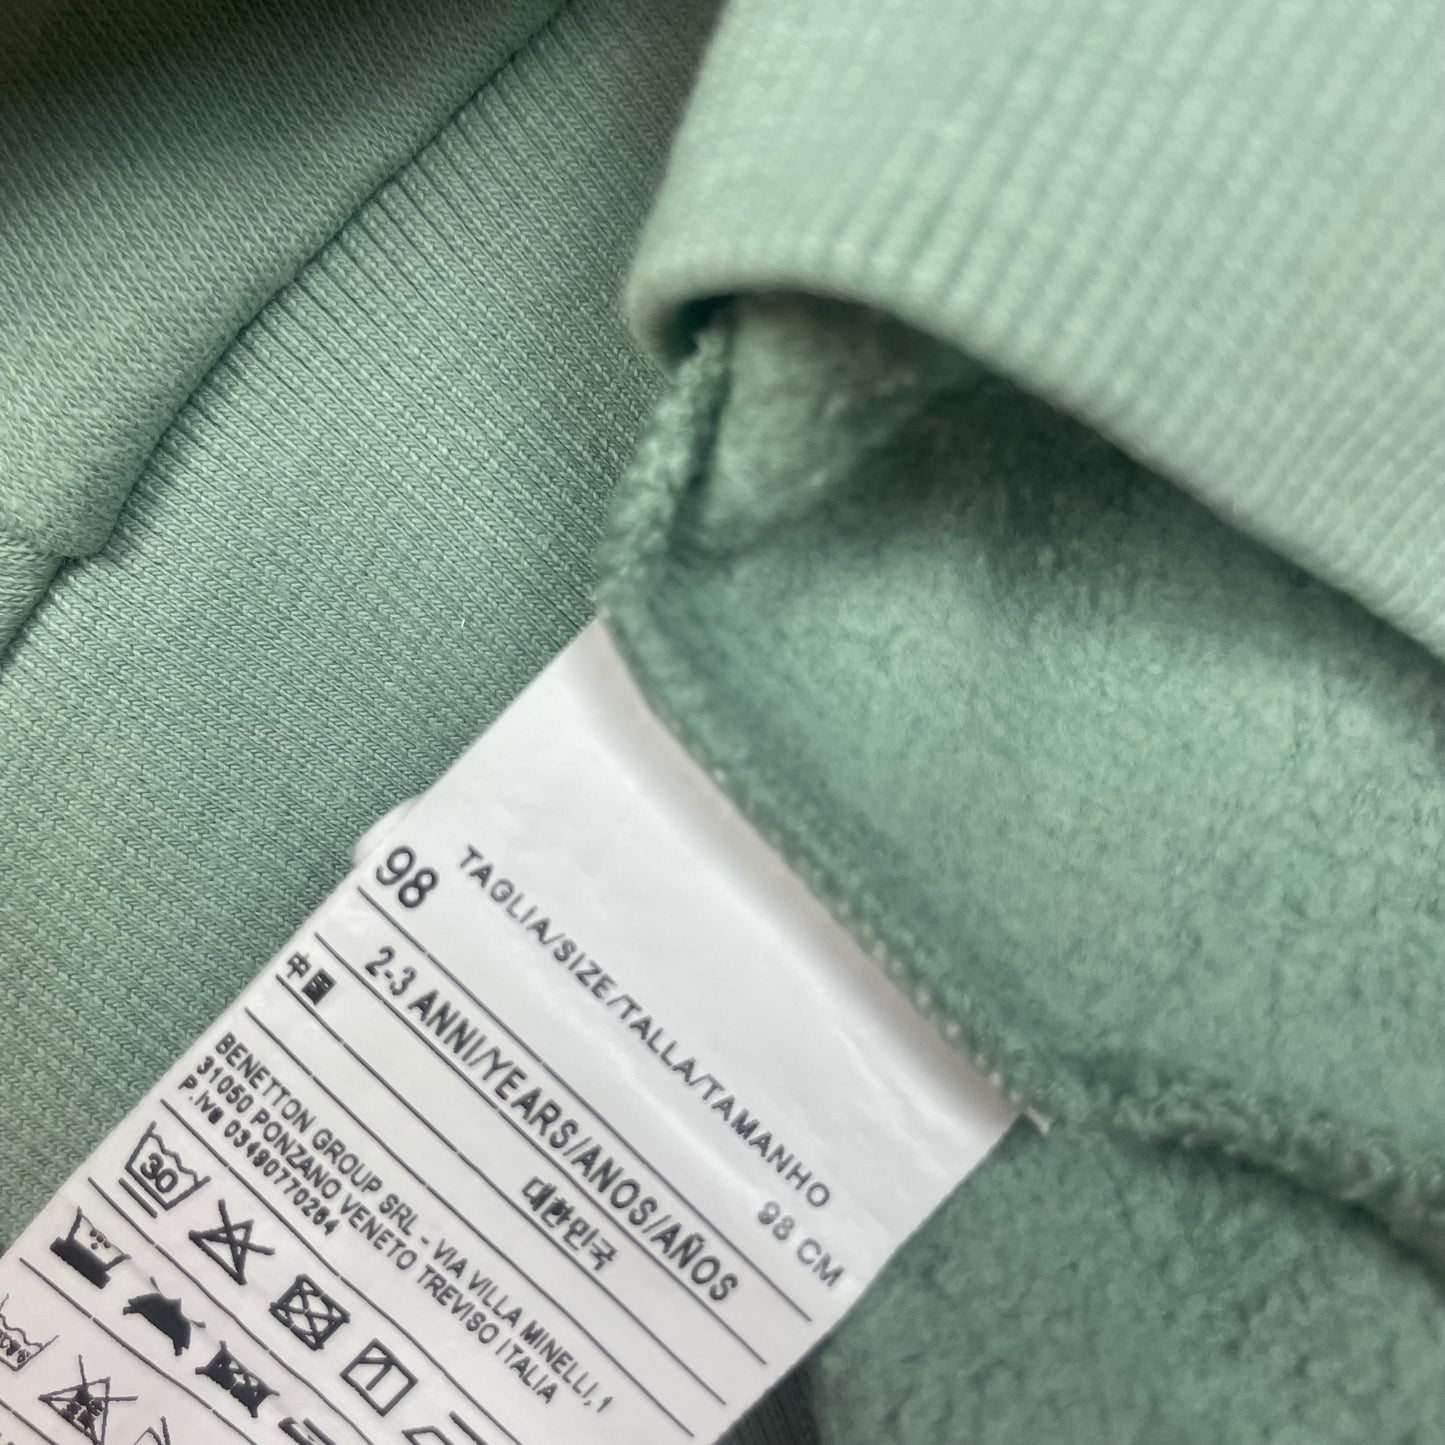 TAGLIA/SIZE/TALLA/TAMANHO
98
98 CM
2-3 ANNI/YEARS/ANOS/AÑOS
中国
대한민국
BENETTON GROUP SRL - VIA VILLA MINELLI, 1
31050 PONZANO VENETO TREVISO ITALIA
P.iva 03490770264
30